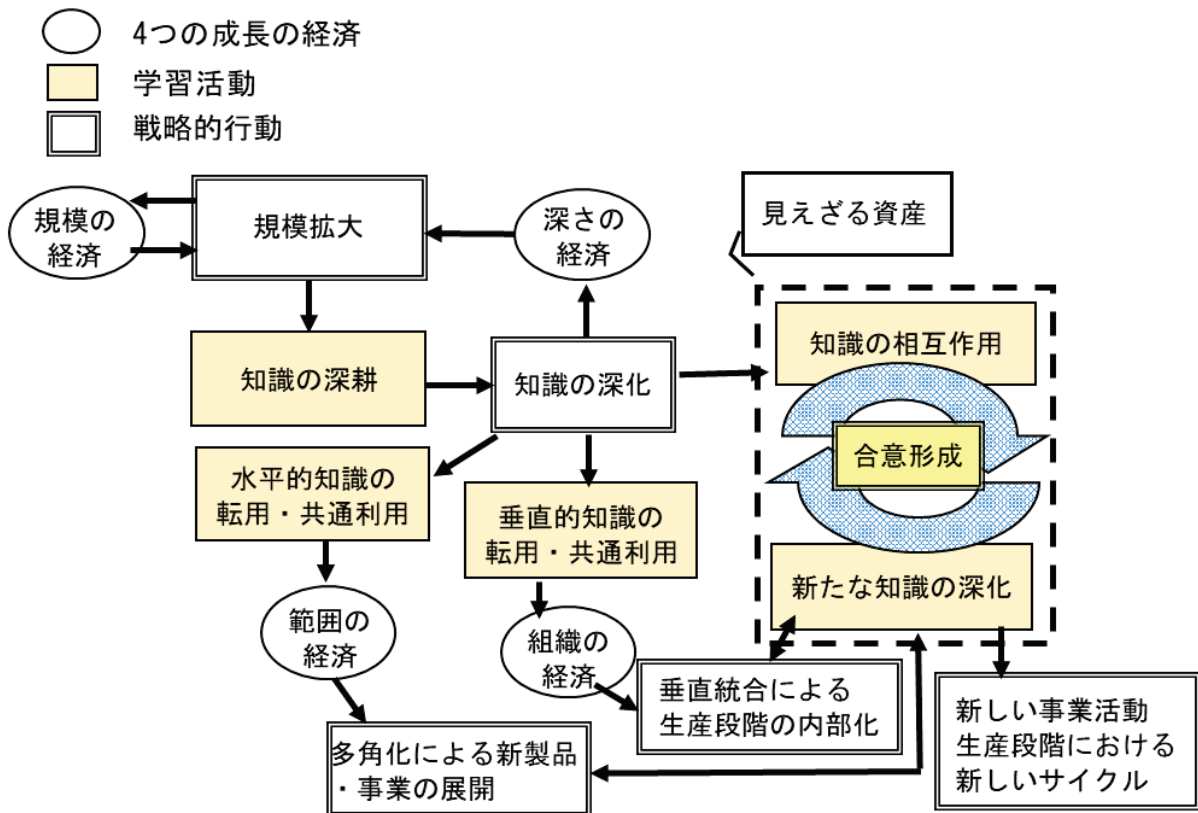 4つの成長の経済
学習活動
戦略的行動
規模の
経済
規模拡大
深さの
経済
見えざる資産
知識の深耕
知識の深化
知識の相互作用
合意形成
水平的知識の
転用・共通利用
垂直的知識の
転用・共通利用
新たな知識の深化
範囲の
経済
組織の
経済
垂直統合による
生産段階の内部化
多角化による新製品
・事業の展開
新しい事業活動
生産段階における
新しいサイクル